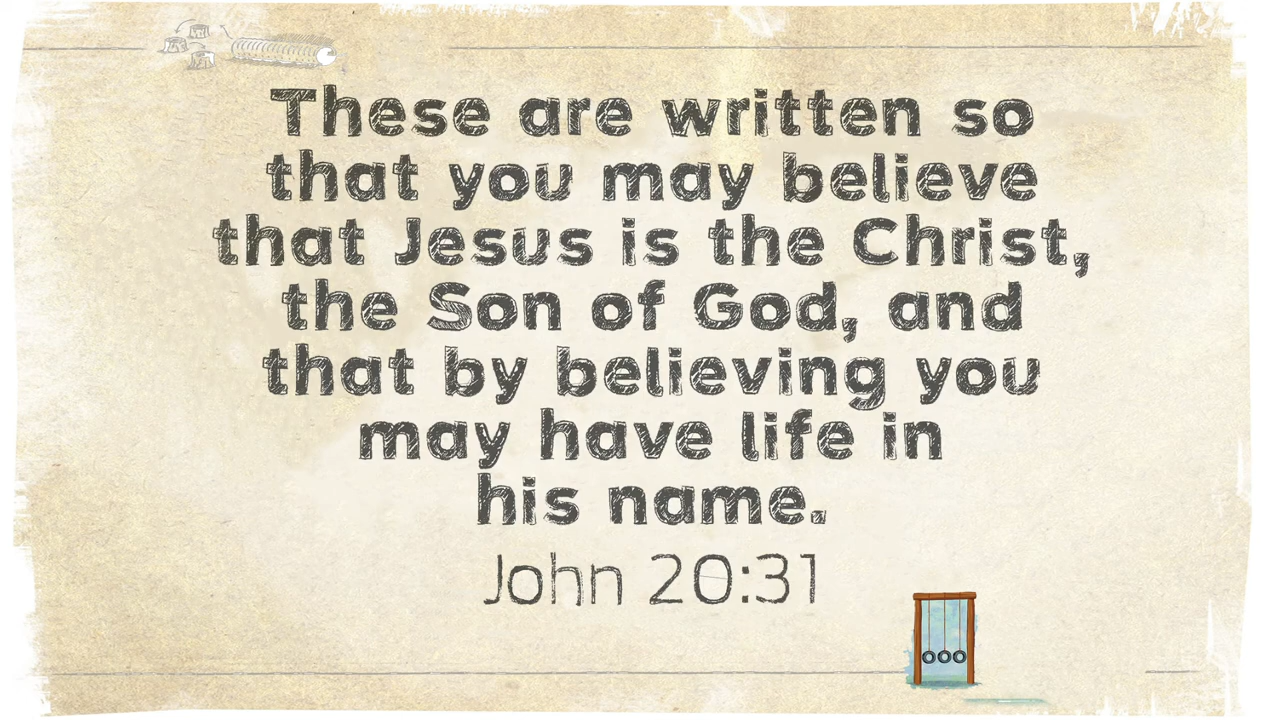 These are written so
that you may believe
that Jesus is the Christ,
the Son of God, and
that by believing you
may have life in
his name.
John 20:31